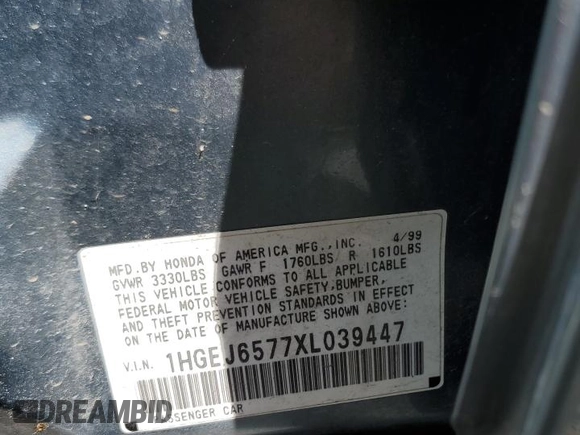 MFD.BY HONDA OF AMERICA MFG.,INC. 4/99
GVWR 3330LBS GAWR F 1760LBS R 1610LBS
THIS VEHICLE CONFORMS TO ALL APPLICABLE
FEDERAL MOTOR VEHICLE SAFETY,BUMPER,
AND THEFT PREVENTION STANDARDS IN EFFECT
ON THE DATE OF MANUFACTURE SHOWN ABOVE.
V.I.N. 1HGEJ6577XL039447
CAR
DREAMBID